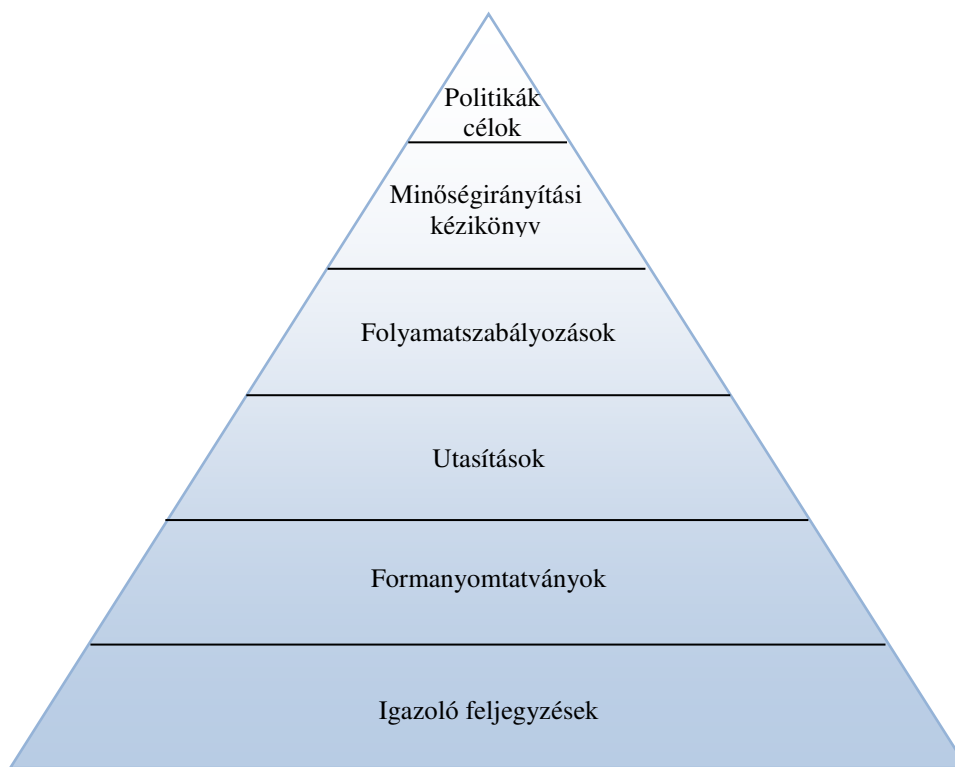 Politikák
célok
Minőségirányítási
kézikönyv
Folyamatszabályozások
Utasítások
Formanyomtatványok
Igazoló feljegyzések